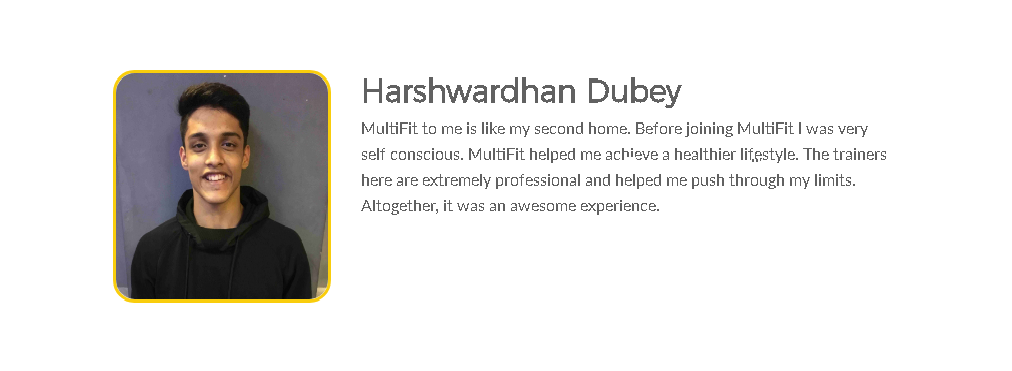 Harshwardhan Dubey
MultiFit to me is like my second home. Before joining MultiFit I was very
self conscious. MultiFit helped me achieve a healthier lifestyle. The trainers
here are extremely professional and helped me push through my limits.
Altogether, it was an awesome experience.